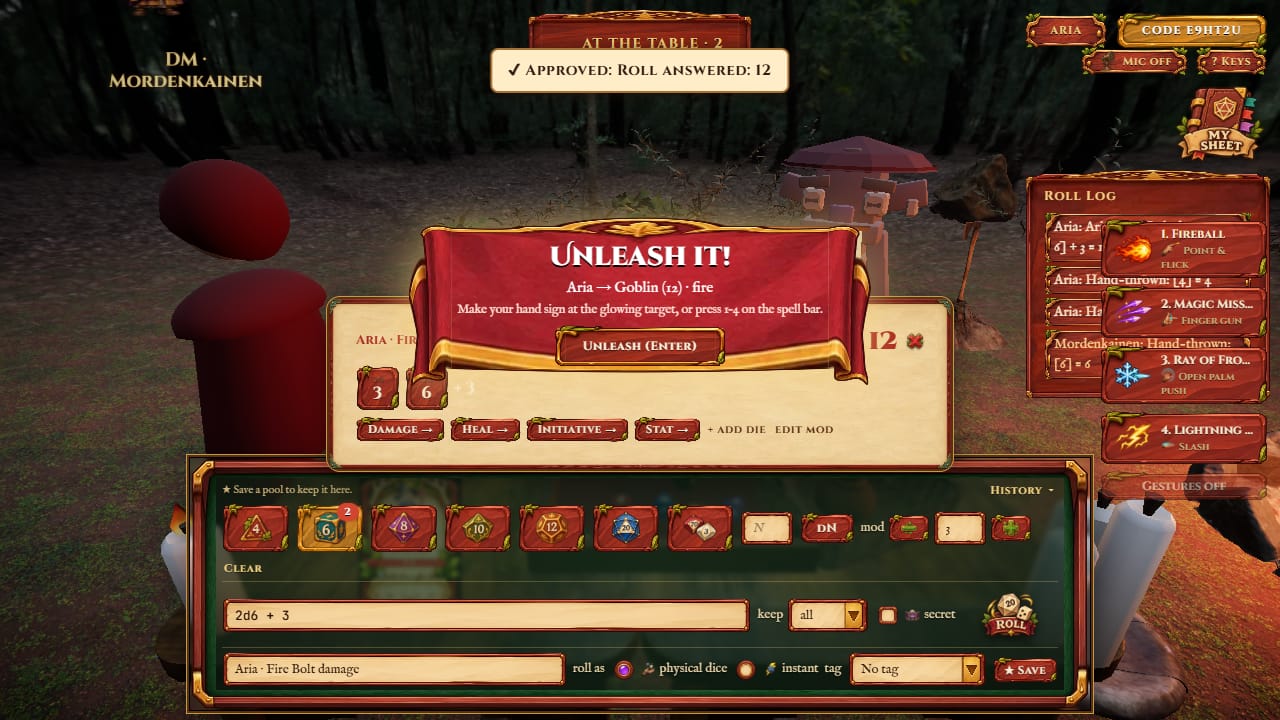 DM ·
MORDENKAINEN
AT THE TABLE · 2
✓ APPROVED: ROLL ANSWERED: 12
ARIA
CODE E9HT2U
MIC OFF
? KEYS
MY
SHEET
ROLL LOG
Aria: Ari
6] + 3 = 1
Aria: Hand-thrown: [4] = 4
Aria: Ha
Mordenkainen: Hand-thrown:
[6] = 6
1. FIREBALL
POINT &
FLICK
2. MAGIC MISS...
FINGER GUN
3. RAY OF FRO...
OPEN PALM
PUSH
4. LIGHTNING ...
SLASH
GESTURES OFF
UNLEASH IT!
Aria → Goblin (12) · fire
Make your hand sign at the glowing target, or press 1-4 on the spell bar.
UNLEASH (ENTER)
ARIA · FIR
12
3
6
+ 3
DAMAGE →
HEAL →
INITIATIVE →
STAT →
+ ADD DIE
EDIT MOD
★ Save a pool to keep it here.
HISTORY
4
6
2
8
10
12
20
N
DN
mod
3
CLEAR
2d6 + 3
keep
all
secret
20
ROLL
Aria · Fire Bolt damage
roll as
physical dice
instant
tag
No tag
★ SAVE